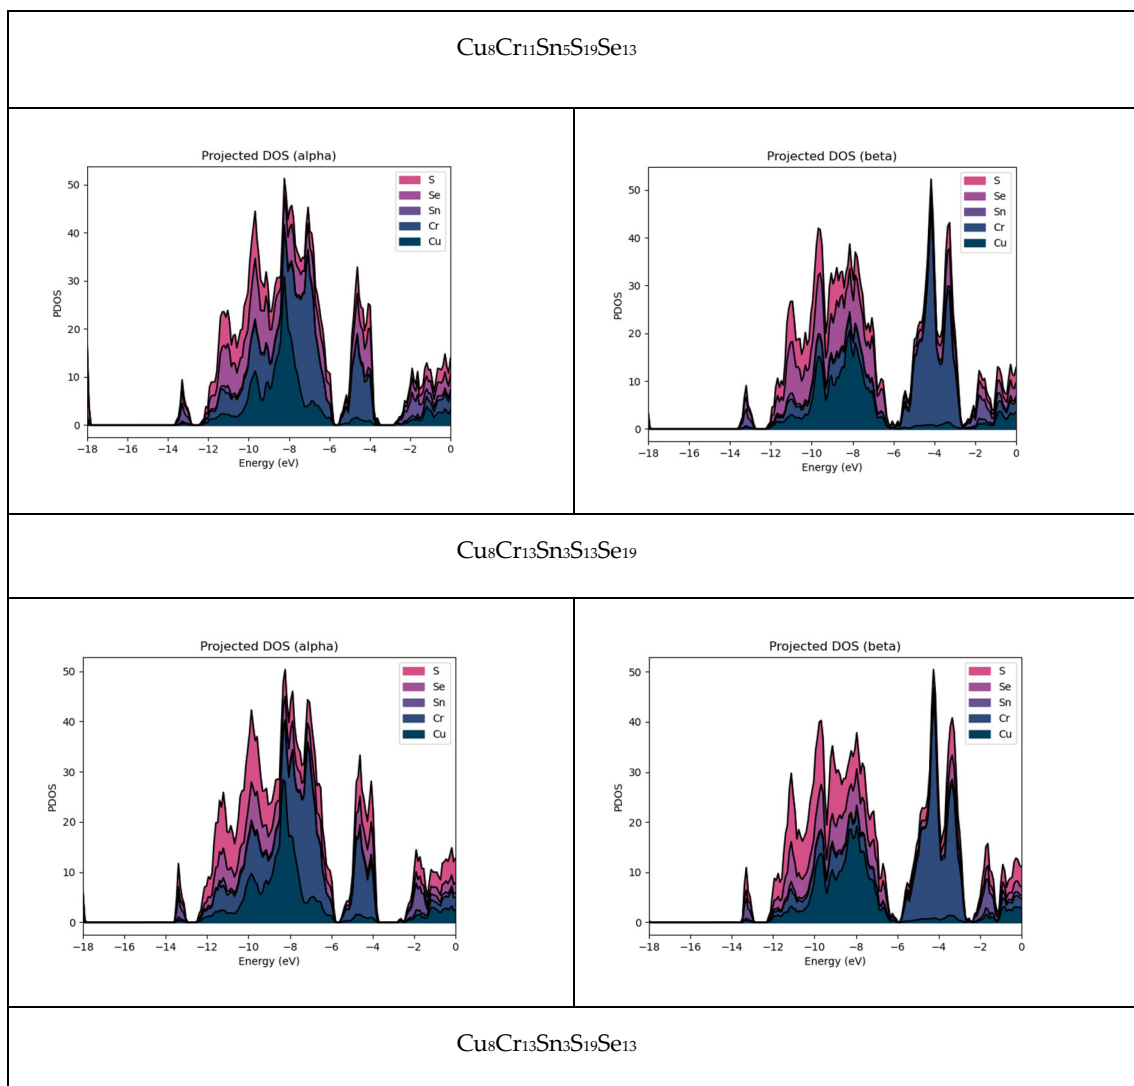 Cu₈Cr₁₁Sn₅S₁₉Se₁₃
Projected DOS (alpha)
50
40
30
20
10
0
PDOS
S
Se
Sn
Cr
Cu
−18 −16 −14 −12 −10 −8 −6 −4 −2 0
Energy (eV)
Projected DOS (beta)
50
40
30
20
10
0
PDOS
S
Se
Sn
Cr
Cu
−18 −16 −14 −12 −10 −8 −6 −4 −2 0
Energy (eV)
Cu₈Cr₁₃Sn₃S₁₃Se₁₉
Projected DOS (alpha)
50
40
30
20
10
0
PDOS
S
Se
Sn
Cr
Cu
−18 −16 −14 −12 −10 −8 −6 −4 −2 0
Energy (eV)
Projected DOS (beta)
50
40
30
20
10
0
PDOS
S
Se
Sn
Cr
Cu
−18 −16 −14 −12 −10 −8 −6 −4 −2 0
Energy (eV)
Cu₈Cr₁₃Sn₃S₁₉Se₁₃